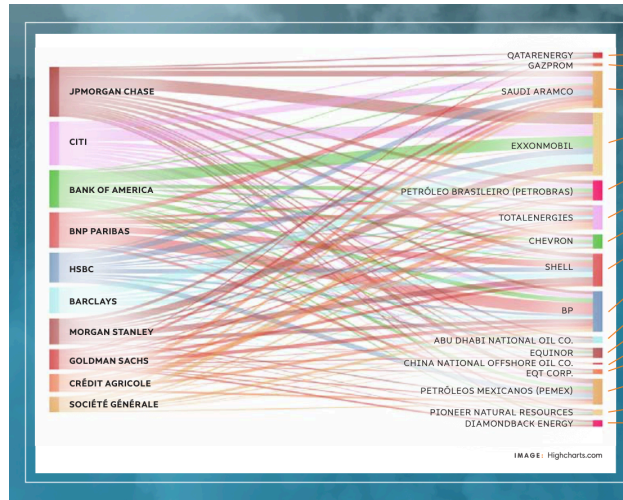 JPMORGAN CHASE
CITI
BANK OF AMERICA
BNP PARIBAS
HSBC
BARCLAYS
MORGAN STANLEY
GOLDMAN SACHS
CRÉDIT AGRICOLE
SOCIÉTÉ GÉNÉRALE
QATARENERGY
GAZPROM
SAUDI ARAMCO
EXXONMOBIL
PETRÓLEO BRASILEIRO (PETROBRAS)
TOTALENERGIES
CHEVRON
SHELL
BP
ABU DHABI NATIONAL OIL CO.
EQUINOR
CHINA NATIONAL OFFSHORE OIL CO.
EQT CORP.
PETRÓLEOS MEXICANOS (PEMEX)
PIONEER NATURAL RESOURCES
DIAMONDBACK ENERGY
IMAGE: Highcharts.com